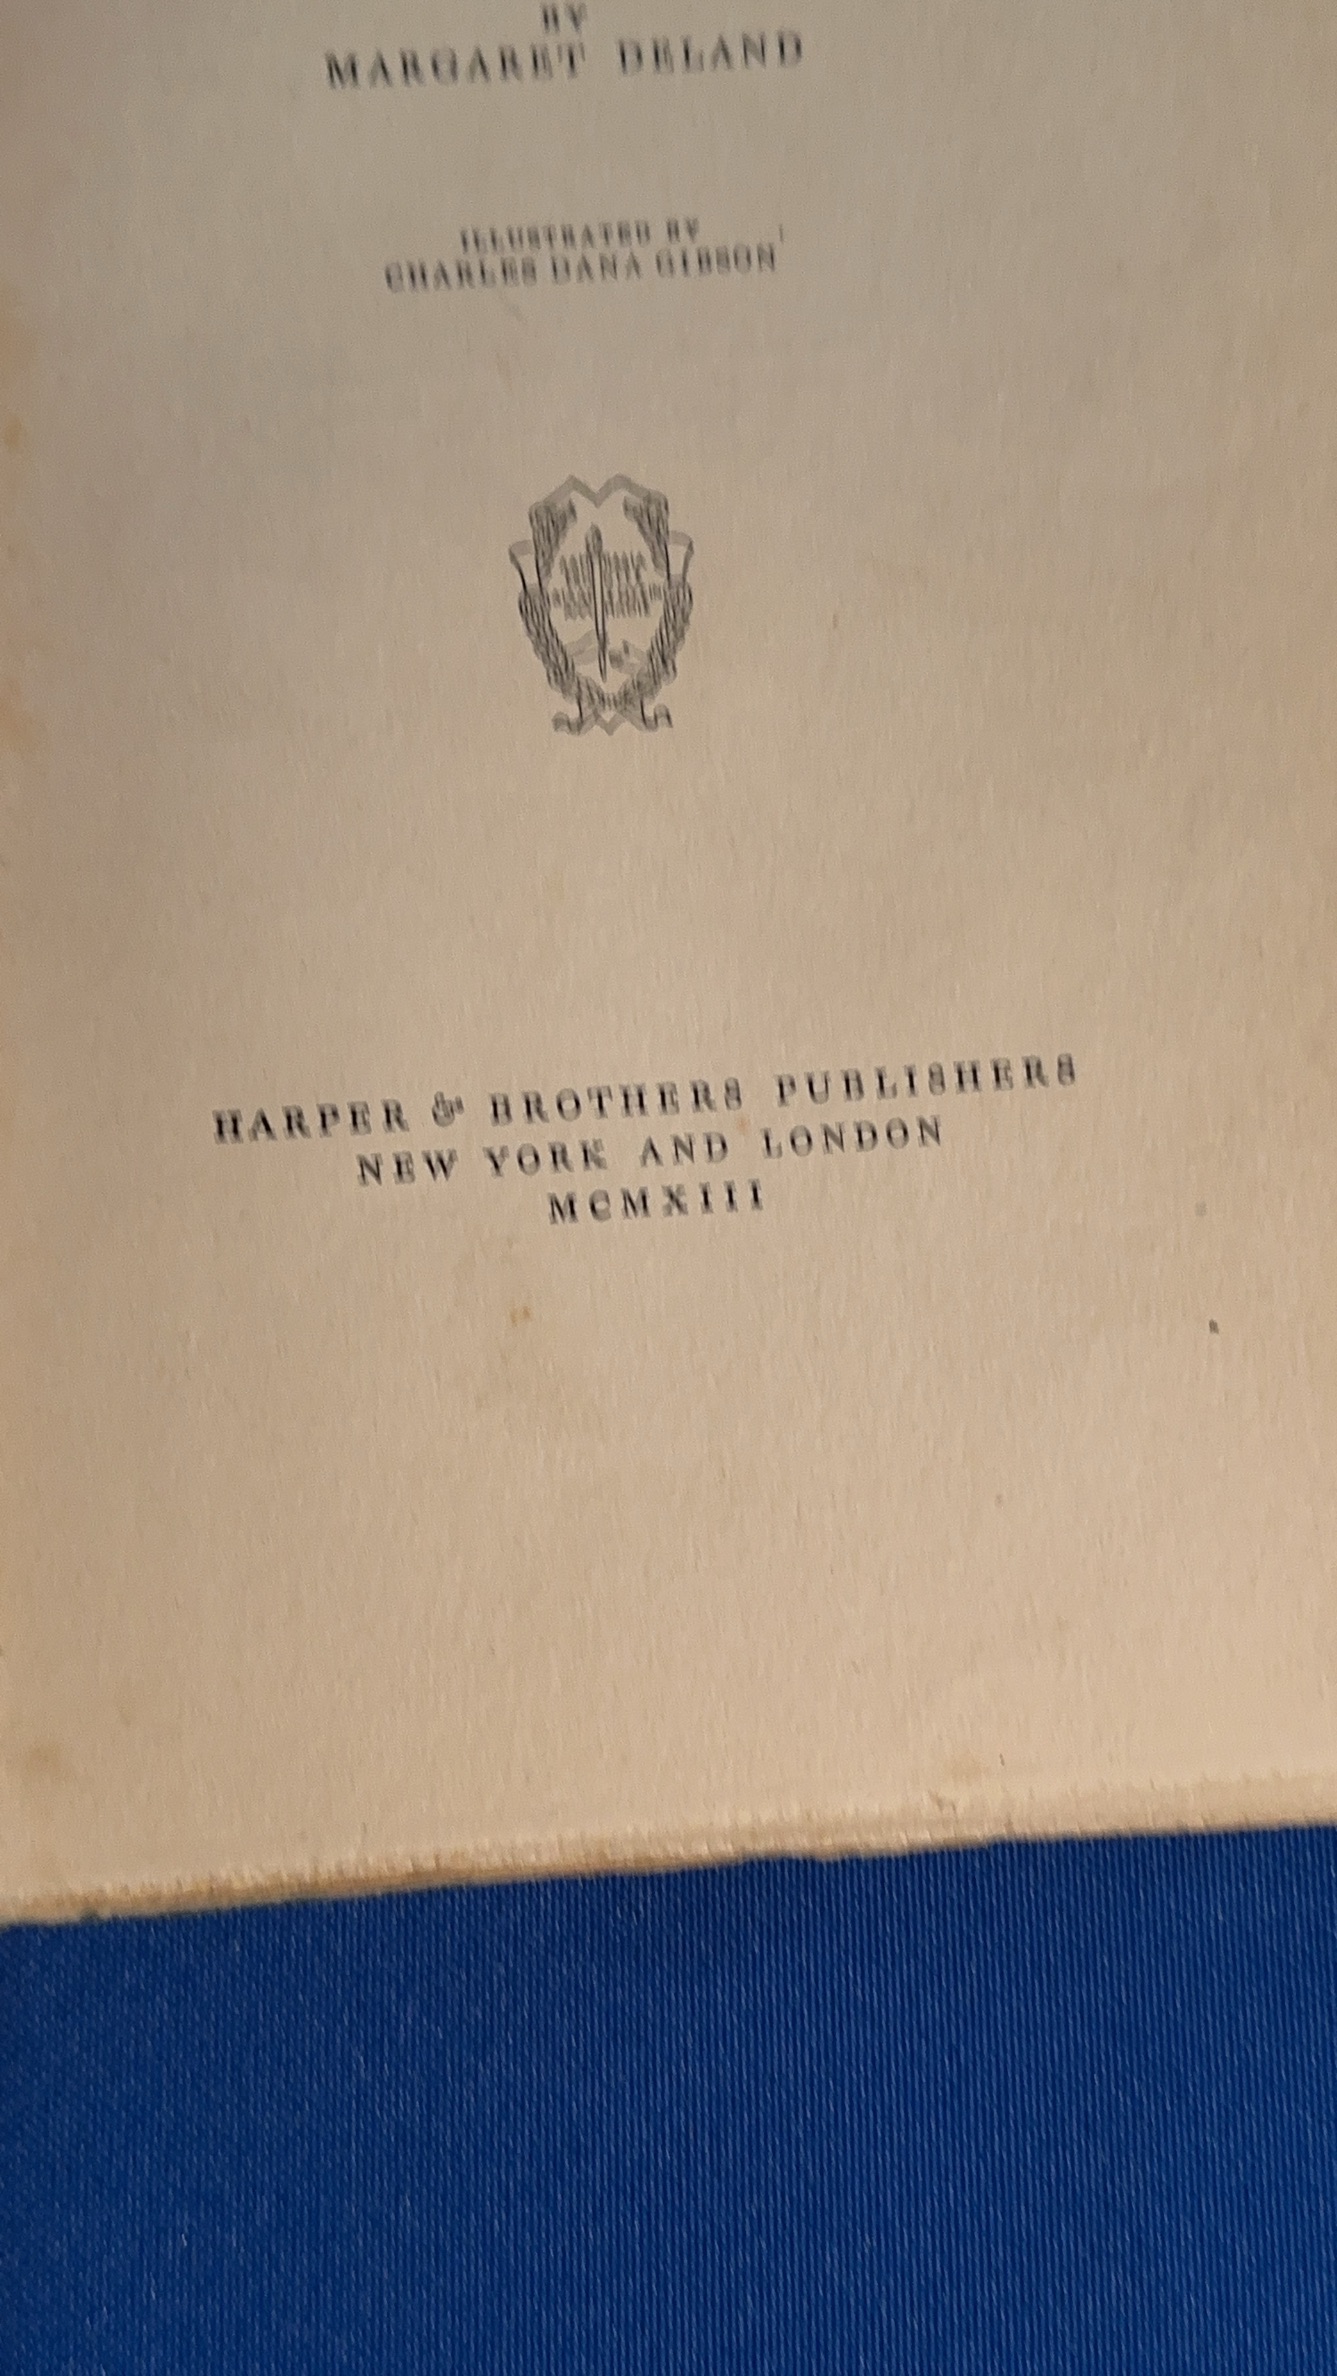 BY
MARGARET DELAND
ILLUSTRATED BY
CHARLES DANA GIBSON
HARPER & BROTHERS PUBLISHERS
NEW YORK AND LONDON
MCMXIII